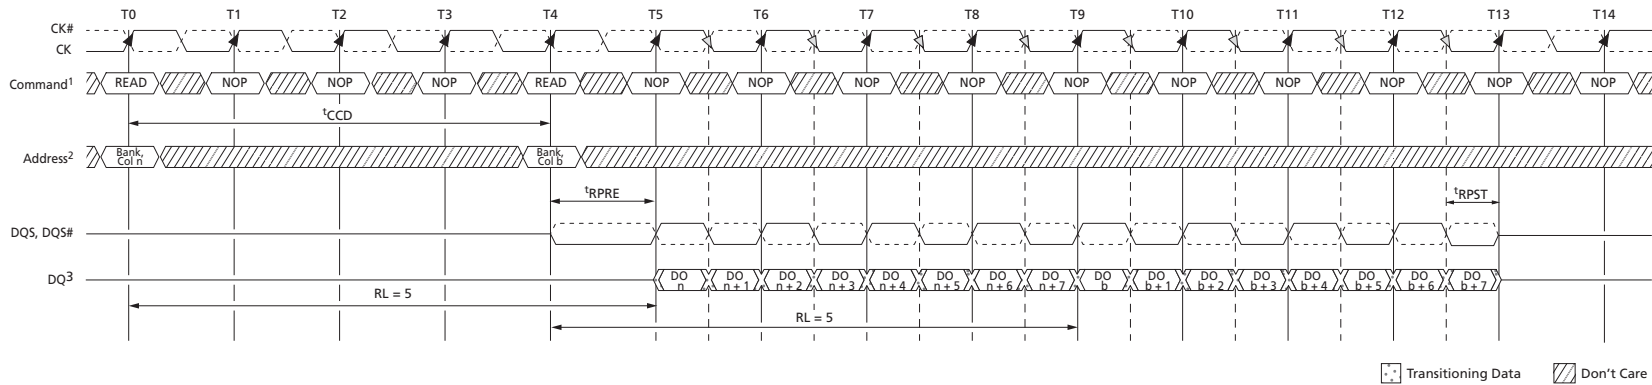 T0 T1 T2 T3 T4 T5 T6 T7 T8 T9 T10 T11 T12 T13 T14
CK#
CK
Command1 READ NOP NOP NOP READ NOP NOP NOP NOP NOP NOP NOP NOP NOP NOP
tCCD
Address2 Bank, Col n Bank, Col b
tRPRE tRPST
DQS, DQS#
DQ3 DO n DO n + 1 DO n + 2 DO n + 3 DO n + 4 DO n + 5 DO n + 6 DO n + 7 DO b DO b + 1 DO b + 2 DO b + 3 DO b + 4 DO b + 5 DO b + 6 DO b + 7
RL = 5
RL = 5
Transitioning Data Don't Care